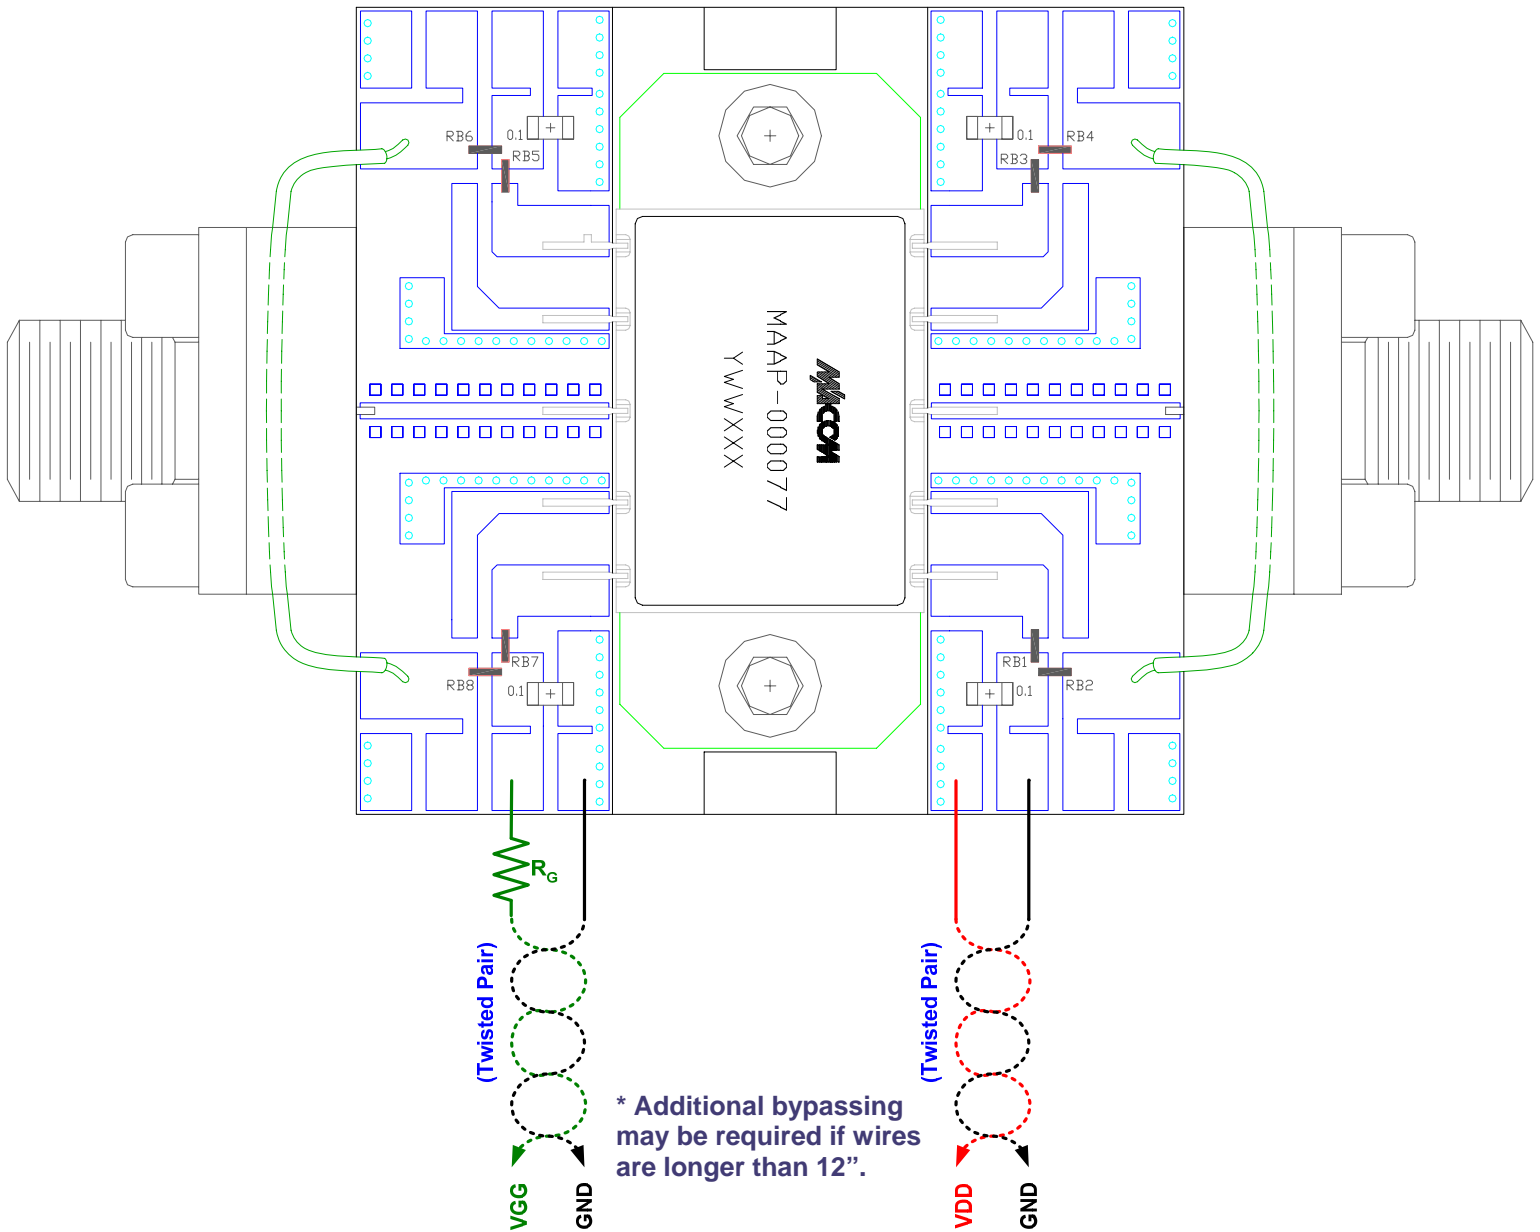 RB6
0.1
RB5
0.1
RB4
RB3
M/A-COM
MAAP-000077
YWWXXX
RB7
RB8
0.1
RB1
0.1
RB2
RG
(Twisted Pair)
(Twisted Pair)
* Additional bypassing
may be required if wires
are longer than 12”.
VGG
GND
VDD
GND